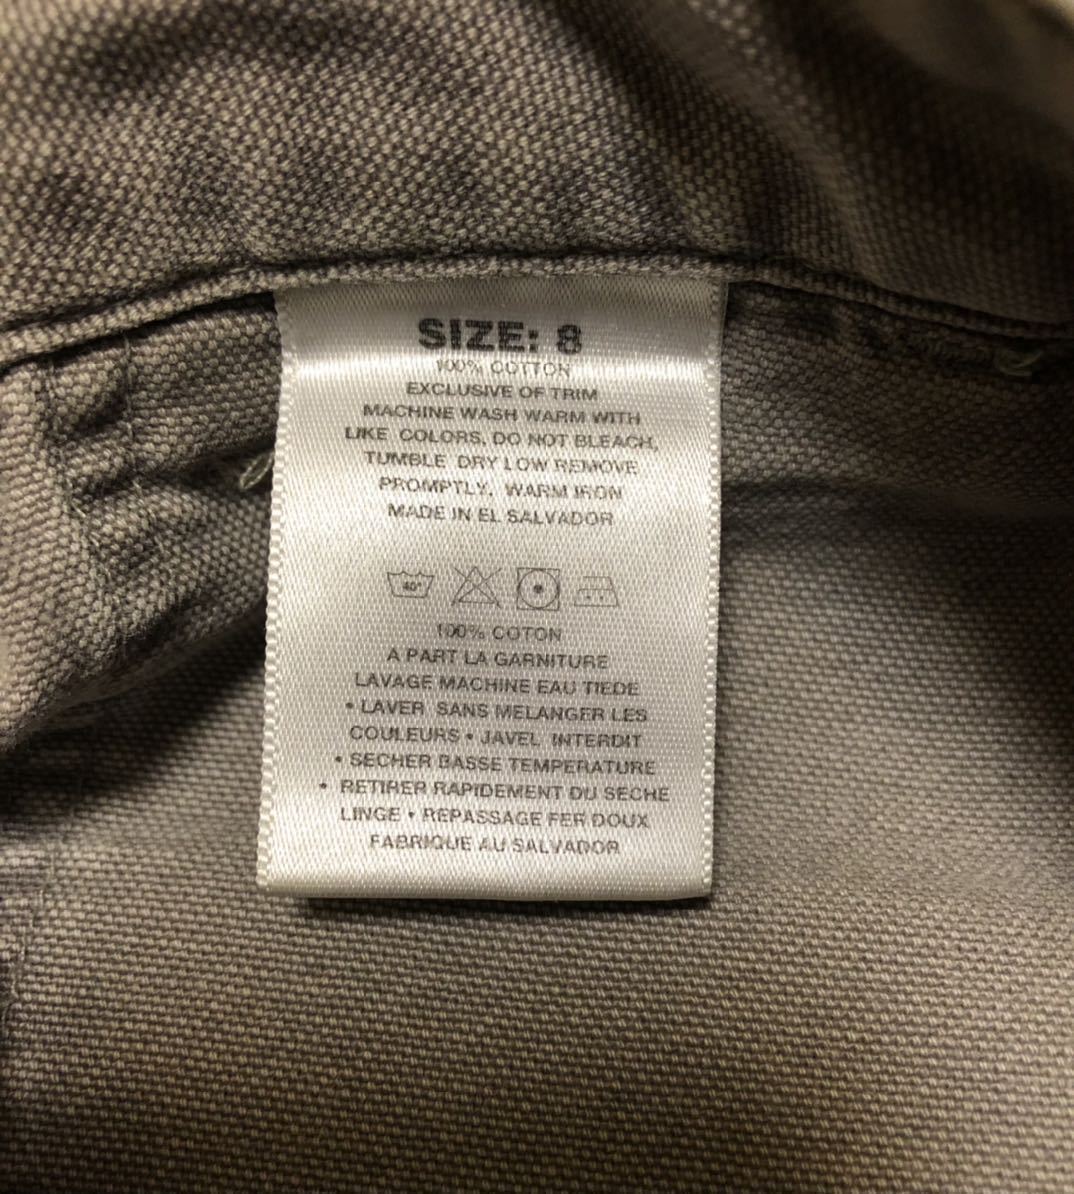 SIZE: 8
100% COTTON
EXCLUSIVE OF TRIM
MACHINE WASH WARM WITH
LIKE COLORS, DO NOT BLEACH,
TUMBLE DRY LOW REMOVE
PROMPTLY, WARM IRON
MADE IN EL SALVADOR
40°
100% COTON
A PART LA GARNITURE
LAVAGE MACHINE EAU TIEDE
• LAVER SANS MELANGER LES
COULEURS • JAVEL INTERDIT
• SECHER BASSE TEMPERATURE
• RETIRER RAPIDEMENT DU SECHE
LINGE • REPASSAGE FER DOUX
FABRIQUE AU SALVADOR